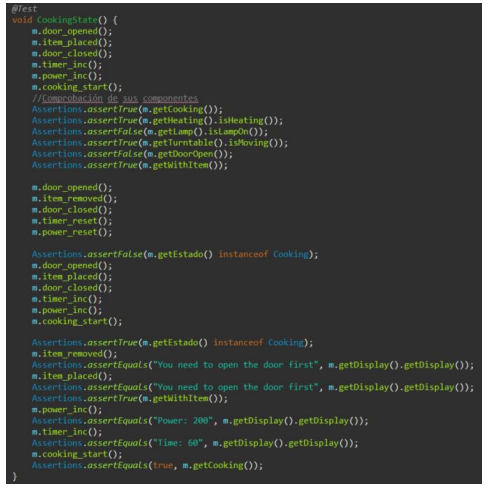 @Test
void CookingState() {
m.door_opened();
m.item_placed();
m.door_closed();
m.timer_inc();
m.power_inc();
m.cooking_start();
//Comprobación de sus componentes
Assertions.assertTrue(m.getCooking());
Assertions.assertTrue(m.getHeating().isHeating());
Assertions.assertFalse(m.getLamp().isLampOn());
Assertions.assertTrue(m.getTurntable().isMoving());
Assertions.assertFalse(m.getDoorOpen());
Assertions.assertTrue(m.getWithItem());
m.door_opened();
m.item_removed();
m.door_closed();
m.timer_reset();
m.power_reset();
Assertions.assertFalse(m.getEstado() instanceof Cooking);
m.door_opened();
m.item_placed();
m.door_closed();
m.timer_inc();
m.power_inc();
m.cooking_start();
Assertions.assertTrue(m.getEstado() instanceof Cooking);
m.item_removed();
Assertions.assertEquals("You need to open the door first", m.getDisplay().getDisplay());
m.item_placed();
Assertions.assertEquals("You need to open the door first", m.getDisplay().getDisplay());
Assertions.assertTrue(m.getWithItem());
m.power_inc();
Assertions.assertEquals("Power: 200", m.getDisplay().getDisplay());
m.timer_inc();
Assertions.assertEquals("Time: 60", m.getDisplay().getDisplay());
m.cooking_start();
Assertions.assertEquals(true, m.getCooking());
}